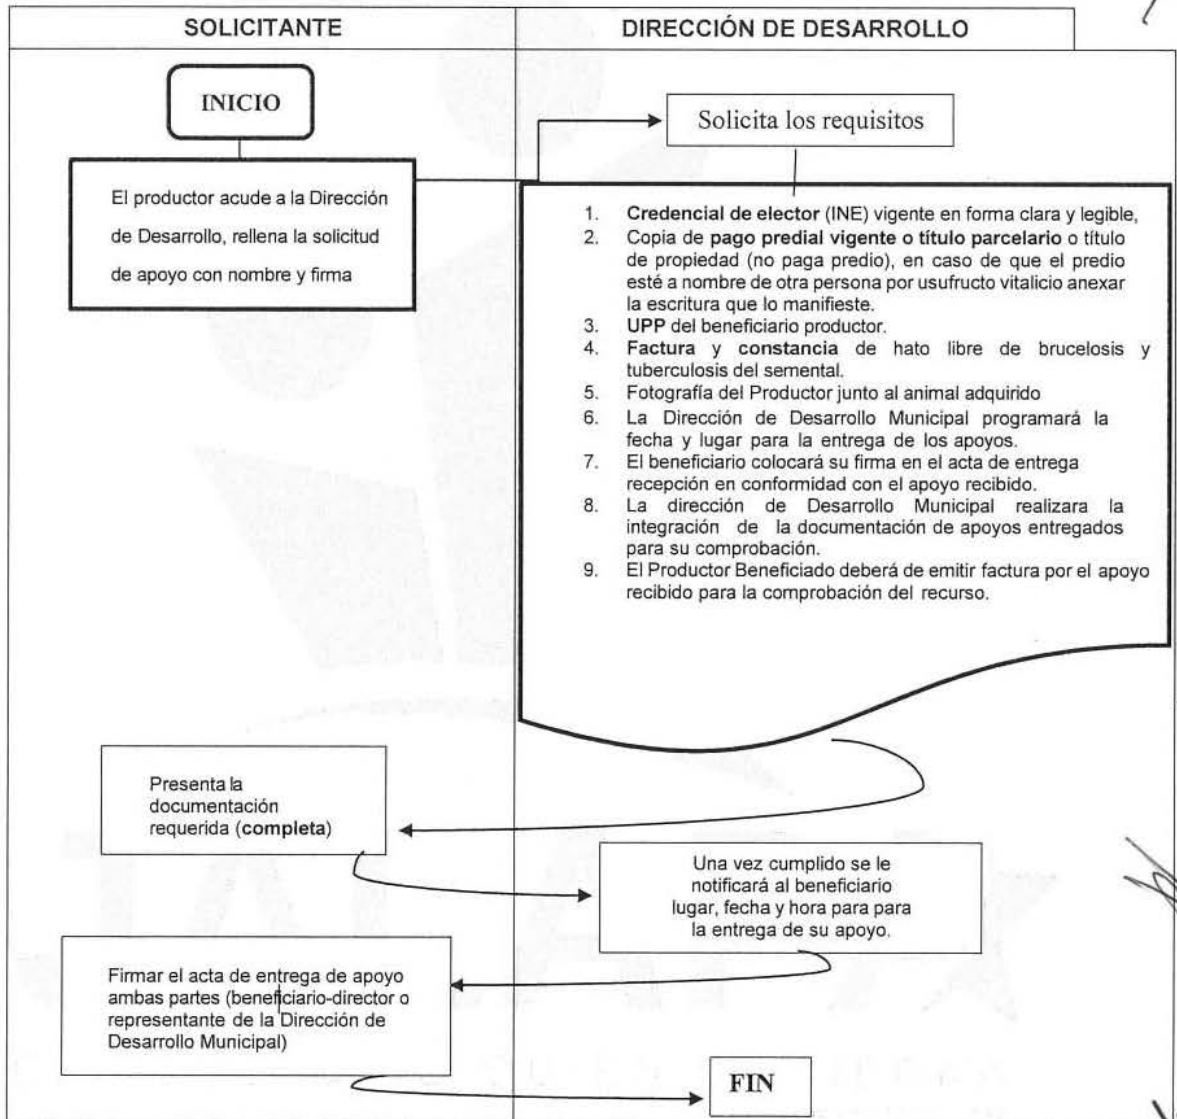 SOLICITANTE
DIRECCIÓN DE DESARROLLO
INICIO
El productor acude a la Dirección
de Desarrollo, rellena la solicitud
de apoyo con nombre y firma
Solicita los requisitos
1. Credencial de elector (INE) vigente en forma clara y legible,
2. Copia de pago predial vigente o título parcelario o título
de propiedad (no paga predio), en caso de que el predio
esté a nombre de otra persona por usufructo vitalicio anexar
la escritura que lo manifieste.
3. UPP del beneficiario productor.
4. Factura y constancia de hato libre de brucelosis y
tuberculosis del semental.
5. Fotografía del Productor junto al animal adquirido
6. La Dirección de Desarrollo Municipal programará la
fecha y lugar para la entrega de los apoyos.
7. El beneficiario colocará su firma en el acta de entrega
recepción en conformidad con el apoyo recibido.
8. La dirección de Desarrollo Municipal realizara la
integración de la documentación de apoyos entregados
para su comprobación.
9. El Productor Beneficiado deberá de emitir factura por el apoyo
recibido para la comprobación del recurso.
Presenta la
documentación
requerida (completa)
Una vez cumplido se le
notificará al beneficiario
lugar, fecha y hora para para
la entrega de su apoyo.
Firmar el acta de entrega de apoyo
ambas partes (beneficiario-director o
representante de la Dirección de
Desarrollo Municipal)
FIN